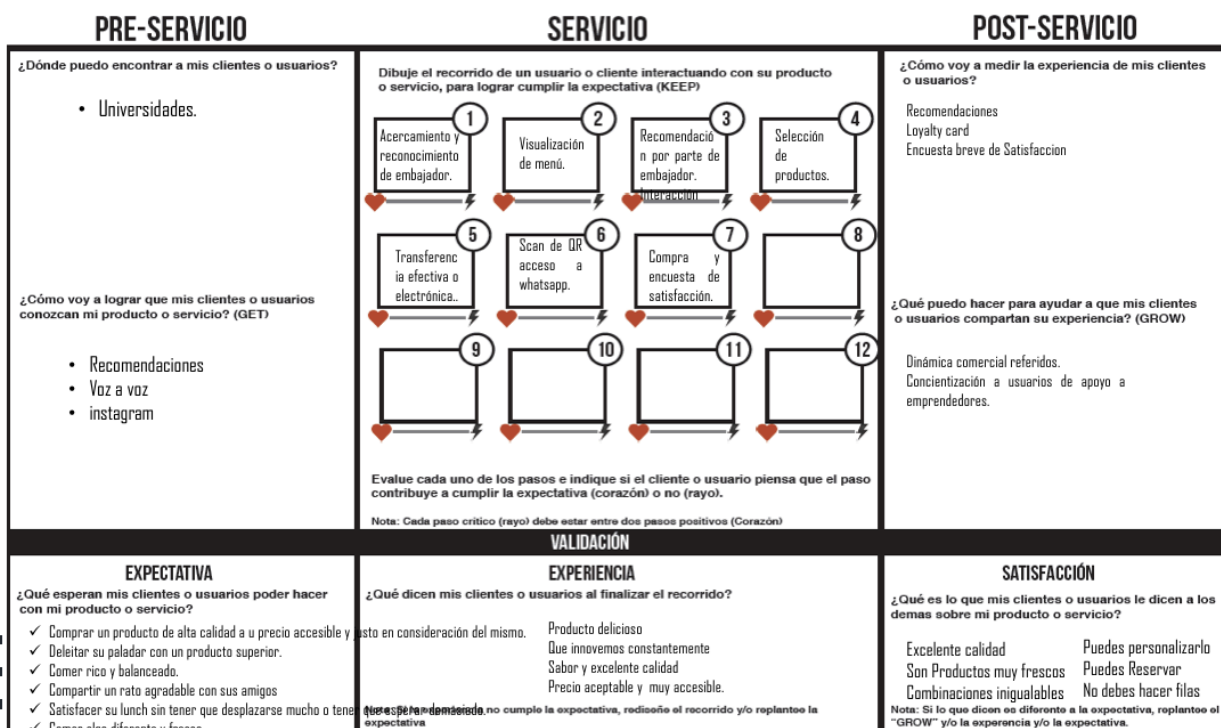 PRE-SERVICIO
¿Dónde puedo encontrar a mis clientes o usuarios?
• Universidades.
¿Cómo voy a lograr que mis clientes o usuarios
conozcan mi producto o servicio? (GET)
• Recomendaciones
• Voz a voz
• instagram
SERVICIO
Dibuje el recorrido de un usuario o cliente interactuando con su producto
o servicio, para lograr cumplir la expectativa (KEEP)
1
Acercamiento y
reconocimiento
de embajador.
2
Visualización
de menú.
3
Recomendació
n por parte de
embajador.
Interacción
4
Selección
de
productos.
5
Transferenc
ia efectiva o
electrónica..
6
Scan de QR
acceso a
whatsapp.
7
Compra y
encuesta de
satisfacción.
8
9
10
11
12
Evalue cada uno de los pasos e indique si el cliente o usuario piensa que el paso
contribuye a cumplir la expectativa (corazón) o no (rayo).
Nota: Cada paso crítico (rayo) debe estar entre dos pasos positivos (Corazón)
POST-SERVICIO
¿Cómo voy a medir la experiencia de mis clientes
o usuarios?
Recomendaciones
Loyalty card
Encuesta breve de Satisfaccion
¿Qué puedo hacer para ayudar a que mis clientes
o usuarios compartan su experiencia? (GROW)
Dinámica comercial referidos.
Concientización a usuarios de apoyo a
emprendedores.
VALIDACIÓN
EXPECTATIVA
¿Qué esperan mis clientes o usuarios poder hacer
con mi producto o servicio?
✓ Comprar un producto de alta calidad a u precio accesible y justo en consideración del mismo.
✓ Deleitar su paladar con un producto superior.
✓ Comer rico y balanceado.
✓ Compartir un rato agradable con sus amigos
✓ Satisfacer su lunch sin tener que desplazarse mucho o tener que esperar demasiado.
✓ Comer algo diferente y fresco
EXPERIENCIA
¿Qué dicen mis clientes o usuarios al finalizar el recorrido?
Producto delicioso
Que innovemos constantemente
Sabor y excelente calidad
Precio aceptable y muy accesible.
no cumple la expectativa, rediseñe el recorrido y/o replantee la
expectativa
SATISFACCIÓN
¿Qué es lo que mis clientes o usuarios le dicen a los
demas sobre mi producto o servicio?
Excelente calidad
Son Productos muy frescos
Combinaciones inigualables
Puedes personalizarlo
Puedes Reservar
No debes hacer filas
Nota: Si lo que dicen es diferente a la expectativa, replantee el
"GROW" y/o la experencia y/o la expectativa.